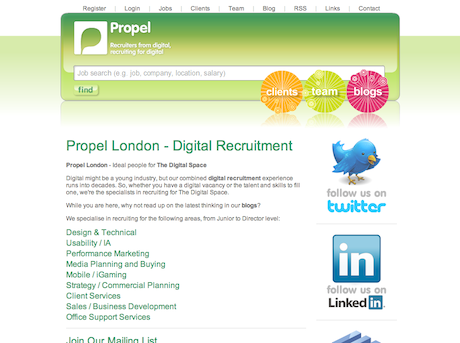 Register | Login | Jobs | Clients | Team | Blog | RSS | Links | Contact
Propel
Recruiters from digital,
recruiting for digital
Job search (e.g. job, company, location, salary)
find
clients
team
blogs
Propel London - Digital Recruitment
Propel London - Ideal people for The Digital Space
Digital might be a young industry, but our combined digital recruitment experience
runs into decades. So, whether you have a digital vacancy or the talent and skills to fill
one, we're the specialists in recruiting for The Digital Space.
While you are here, why not read up on the latest thinking in our blogs?
We specialise in recruiting for the following areas, from Junior to Director level:
Design & Technical
Usability / IA
Performance Marketing
Media Planning and Buying
Mobile / iGaming
Strategy / Commercial Planning
Client Services
Sales / Business Development
Office Support Services
Join Our Mailing List
follow us on
twitter
in
follow us on
Linked in